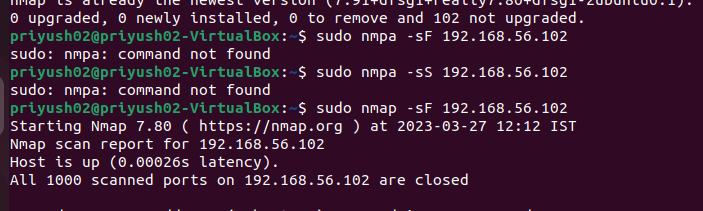 nmap is already the newest version (7.91+dfsg1+really7.80+dfsg1-2ubuntu0.1).
0 upgraded, 0 newly installed, 0 to remove and 102 not upgraded.
priyush02@priyush02-VirtualBox:~$ sudo nmpa -sF 192.168.56.102
sudo: nmpa: command not found
priyush02@priyush02-VirtualBox:~$ sudo nmpa -sS 192.168.56.102
sudo: nmpa: command not found
priyush02@priyush02-VirtualBox:~$ sudo nmap -sF 192.168.56.102
Starting Nmap 7.80 ( https://nmap.org ) at 2023-03-27 12:12 IST
Nmap scan report for 192.168.56.102
Host is up (0.00026s latency).
All 1000 scanned ports on 192.168.56.102 are closed